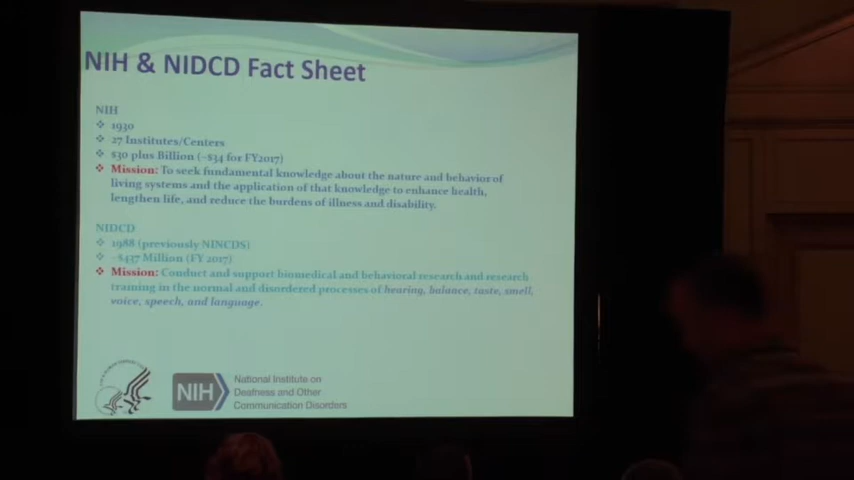 NIH & NIDCD Fact Sheet
NIH
❖ 1930
❖ 27 Institutes/Centers
❖ $30 plus Billion (~$34 for FY2017)
❖ Mission: To seek fundamental knowledge about the nature and behavior of
living systems and the application of that knowledge to enhance health,
lengthen life, and reduce the burdens of illness and disability.
NIDCD
❖ 1988 (previously NINCDS)
❖ ~$437 Million (FY 2017)
❖ Mission: Conduct and support biomedical and behavioral research and research
training in the normal and disordered processes of hearing, balance, taste, smell,
voice, speech, and language.
NIH
National Institute on
Deafness and Other
Communication Disorders